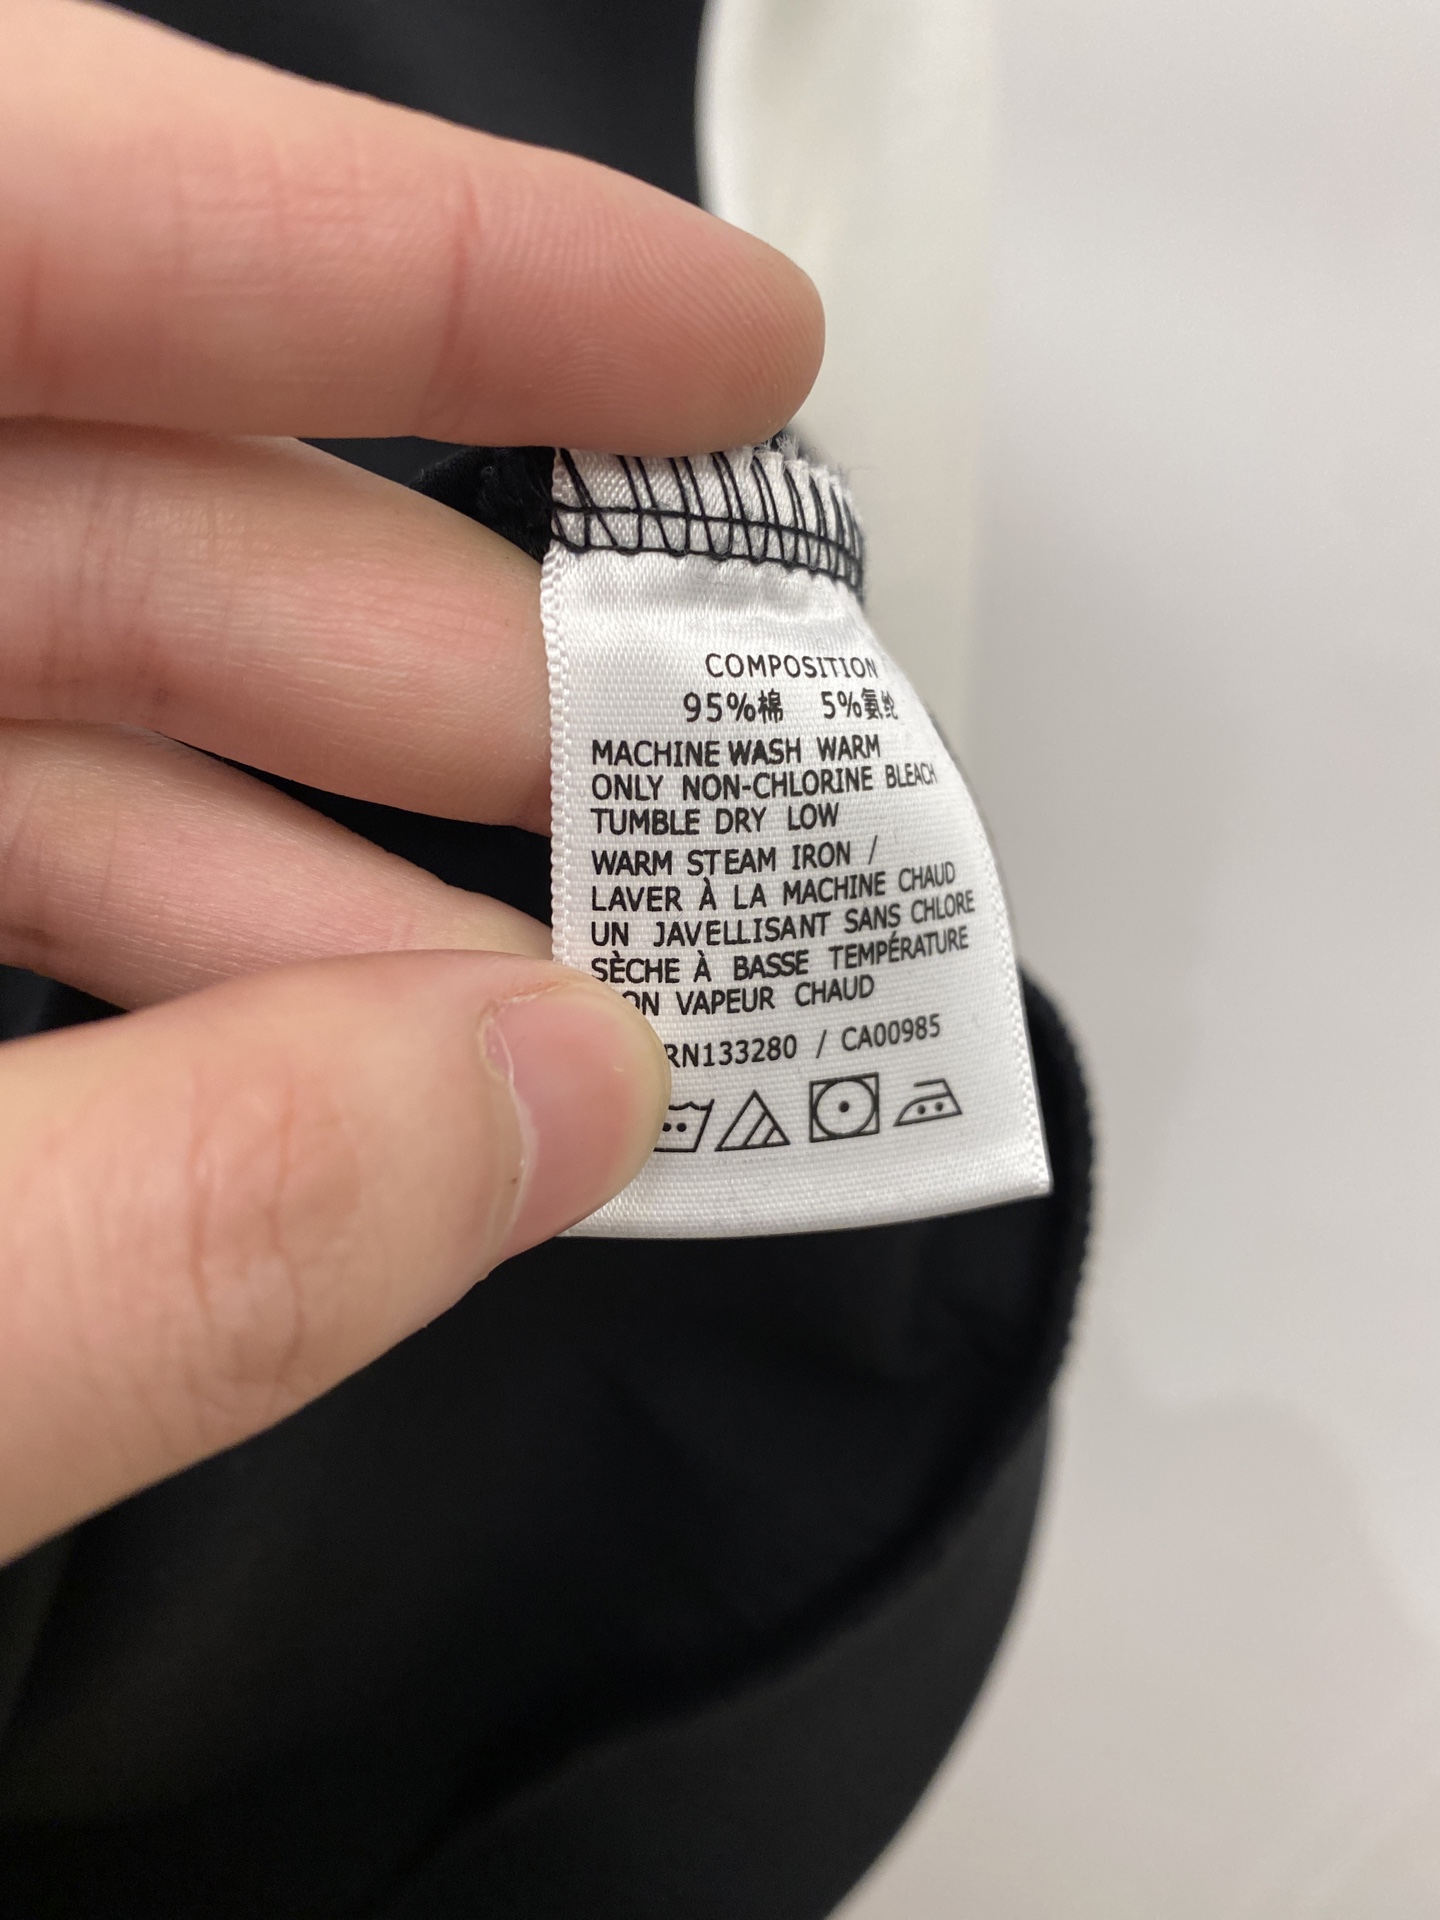 COMPOSITION
95%棉 5%氨纶
MACHINE WASH WARM
ONLY NON-CHLORINE BLEACH
TUMBLE DRY LOW
WARM STEAM IRON /
LAVER À LA MACHINE CHAUD
UN JAVELLISANT SANS CHLORE
SÈCHE À BASSE TEMPÉRATURE
VAPEUR CHAUD
RN133280 / CA00985